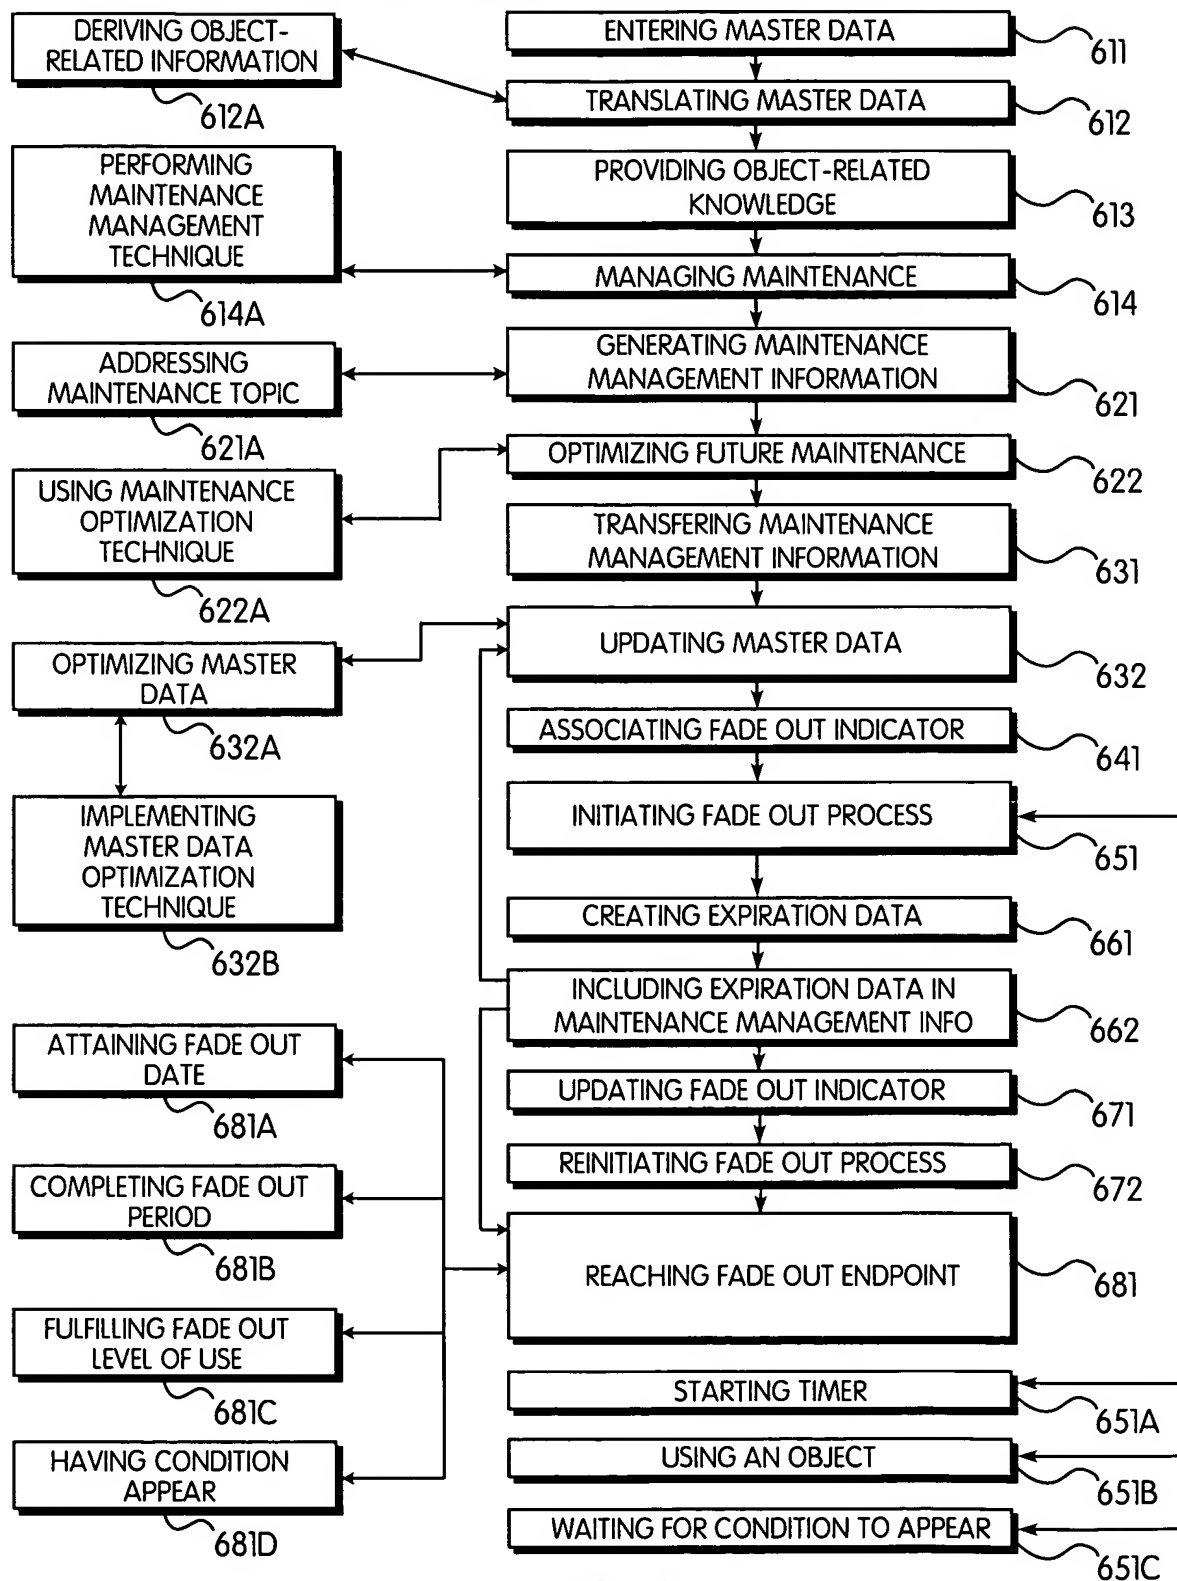 DERIVING OBJECT-
RELATED INFORMATION
612A
PERFORMING
MAINTENANCE
MANAGEMENT
TECHNIQUE
614A
ADDRESSING
MAINTENANCE TOPIC
621A
USING MAINTENANCE
OPTIMIZATION
TECHNIQUE
622A
OPTIMIZING MASTER
DATA
632A
IMPLEMENTING
MASTER DATA
OPTIMIZATION
TECHNIQUE
632B
ATTAINING FADE OUT
DATE
681A
COMPLETING FADE OUT
PERIOD
681B
FULFILLING FADE OUT
LEVEL OF USE
681C
HAVING CONDITION
APPEAR
681D
ENTERING MASTER DATA
611
TRANSLATING MASTER DATA
612
PROVIDING OBJECT-RELATED
KNOWLEDGE
613
MANAGING MAINTENANCE
614
GENERATING MAINTENANCE
MANAGEMENT INFORMATION
621
OPTIMIZING FUTURE MAINTENANCE
622
TRANSFERING MAINTENANCE
MANAGEMENT INFORMATION
631
UPDATING MASTER DATA
632
ASSOCIATING FADE OUT INDICATOR
641
INITIATING FADE OUT PROCESS
651
CREATING EXPIRATION DATA
661
INCLUDING EXPIRATION DATA IN
MAINTENANCE MANAGEMENT INFO
662
UPDATING FADE OUT INDICATOR
671
REINITIATING FADE OUT PROCESS
672
REACHING FADE OUT ENDPOINT
681
STARTING TIMER
651A
USING AN OBJECT
651B
WAITING FOR CONDITION TO APPEAR
651C